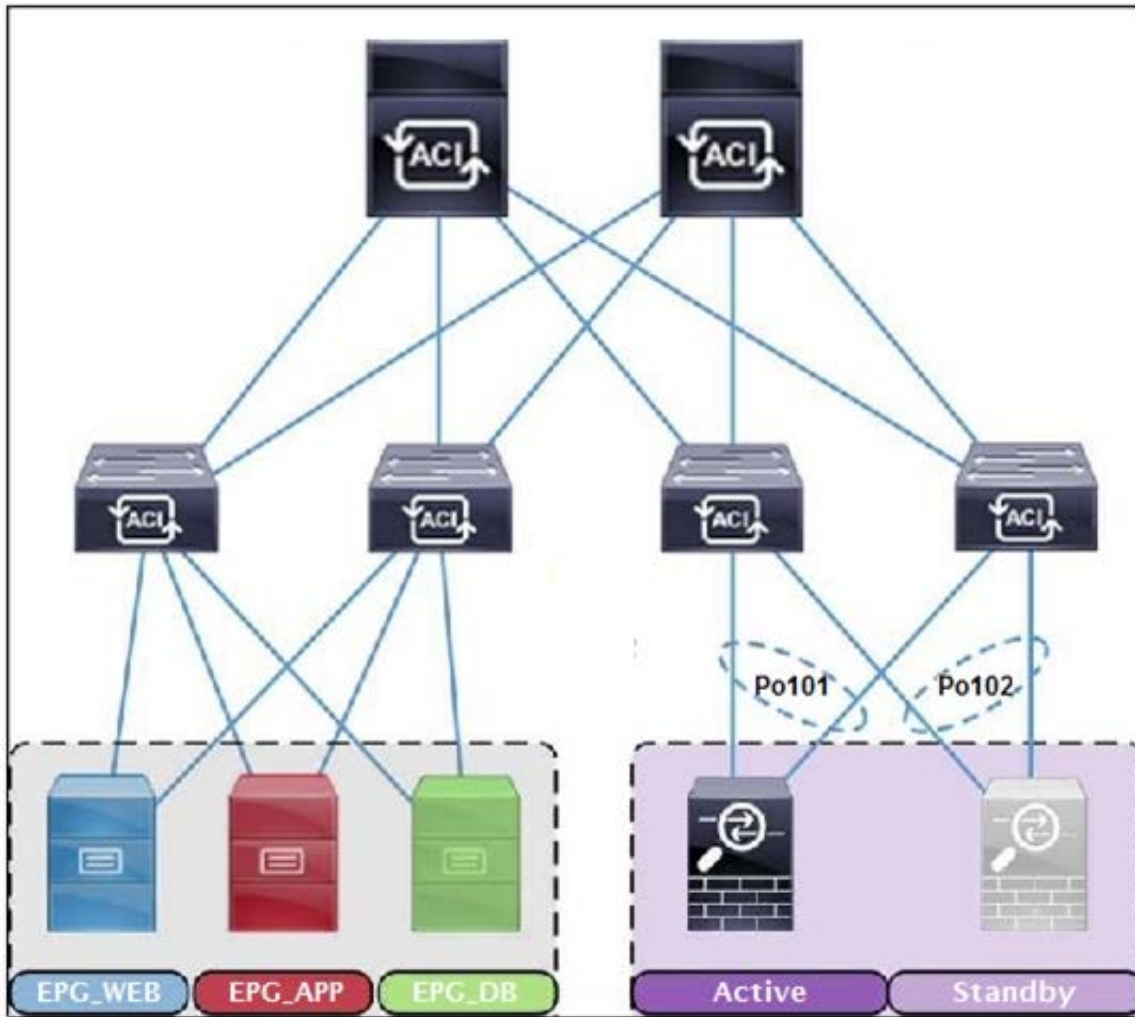 ACI
ACI
ACI
ACI
ACI
ACI
Po101
Po102
EPG_WEB
EPG_APP
EPG_DB
Active
Standby